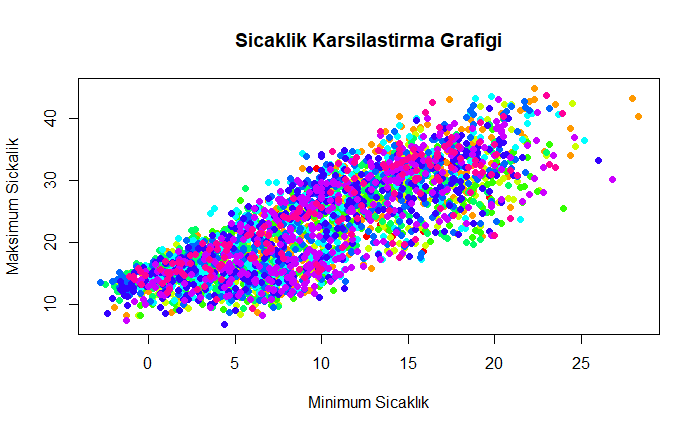 Sicaklik Karsilastirma Grafigi
Maksimum Sickalik
40
30
20
10
0 5 10 15 20 25
Minimum Sicaklık